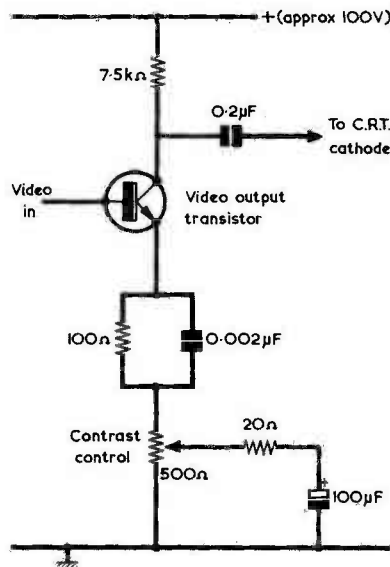 +(approx 100V)
7.5kΩ
0.2µF
To C.R.T.
cathode
Video
in
Video output
transistor
100Ω
0.002µF
20Ω
Contrast
control
500Ω
+
100µF